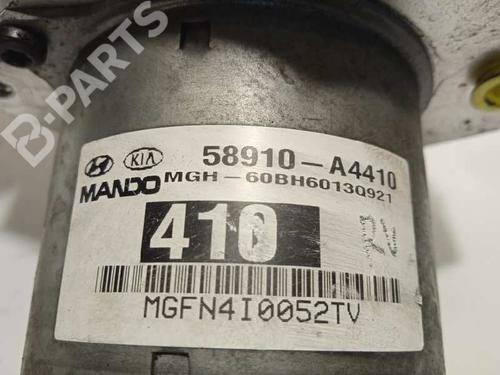 B-PARTS
KIA 58910-A4410
MANDO MGH-60BH60130921
410
MGFN4I0052TV